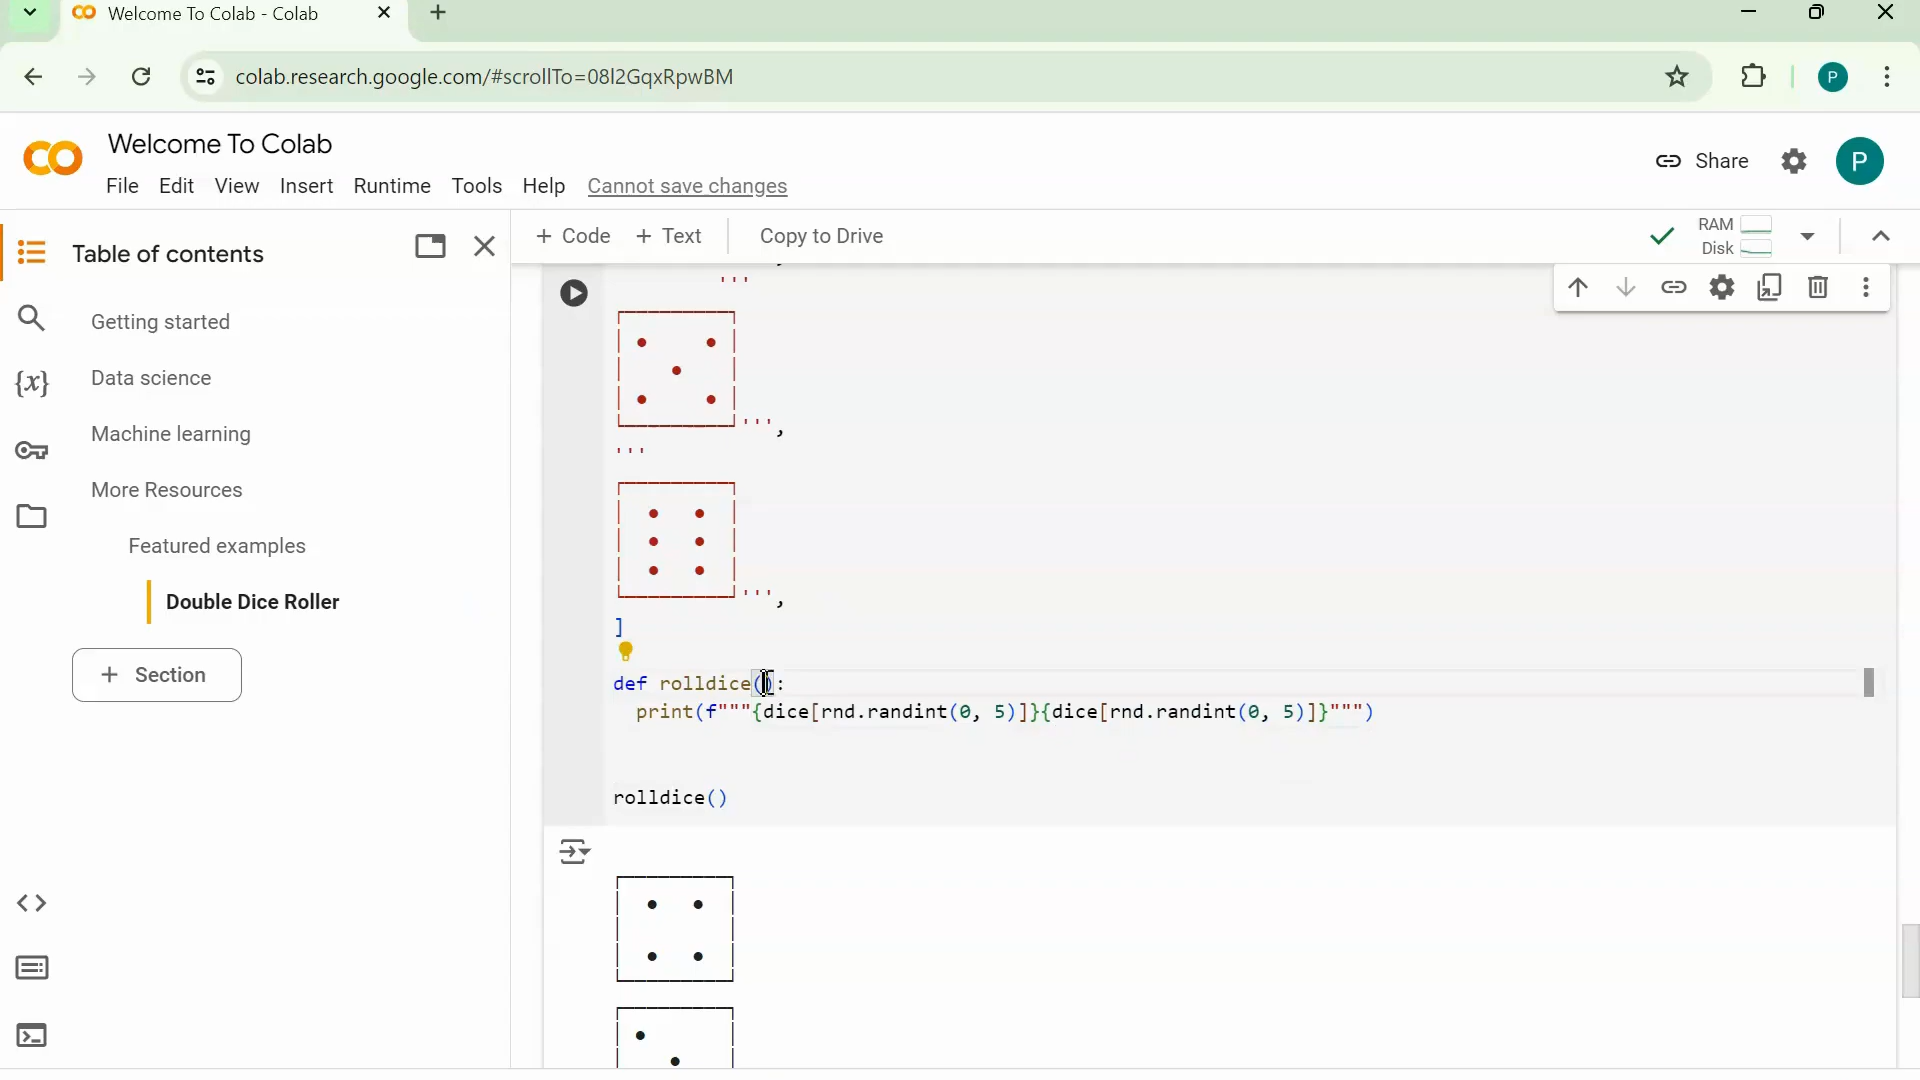 Welcome To Colab - Colab
colab.research.google.com/#scrollTo=08l2GqxRpwBM
P
Welcome To Colab
File Edit View Insert Runtime Tools Help Cannot save changes
Share
P
Table of contents
+ Code + Text Copy to Drive
RAM
Disk
Getting started
Data science
Machine learning
More Resources
Featured examples
Double Dice Roller
+ Section
{x}
'''
''',
'''
''',
]
def rolldice():
print(f"""{dice[rnd.randint(0, 5)]}{dice[rnd.randint(0, 5)]}""")
rolldice()